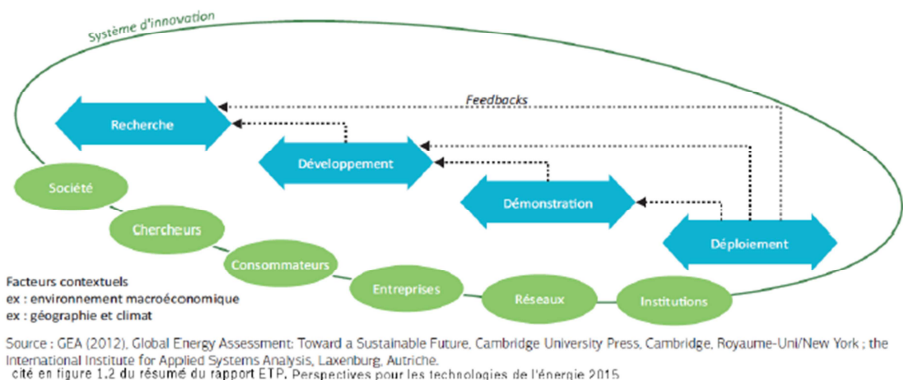 Système d'innovation
Feedbacks
Recherche
Développement
Démonstration
Déploiement
Société
Chercheurs
Consommateurs
Entreprises
Réseaux
Institutions
Facteurs contextuels
ex : environnement macroéconomique
ex : géographie et climat
Source : GEA (2012), Global Energy Assessment: Toward a Sustainable Future, Cambridge University Press, Cambridge, Royaume-Uni/New York ; the
International Institute for Applied Systems Analysis, Laxenburg, Autriche.
cité en figure 1.2 du résumé du rapport ETP, Perspectives pour les technologies de l'énergie 2015